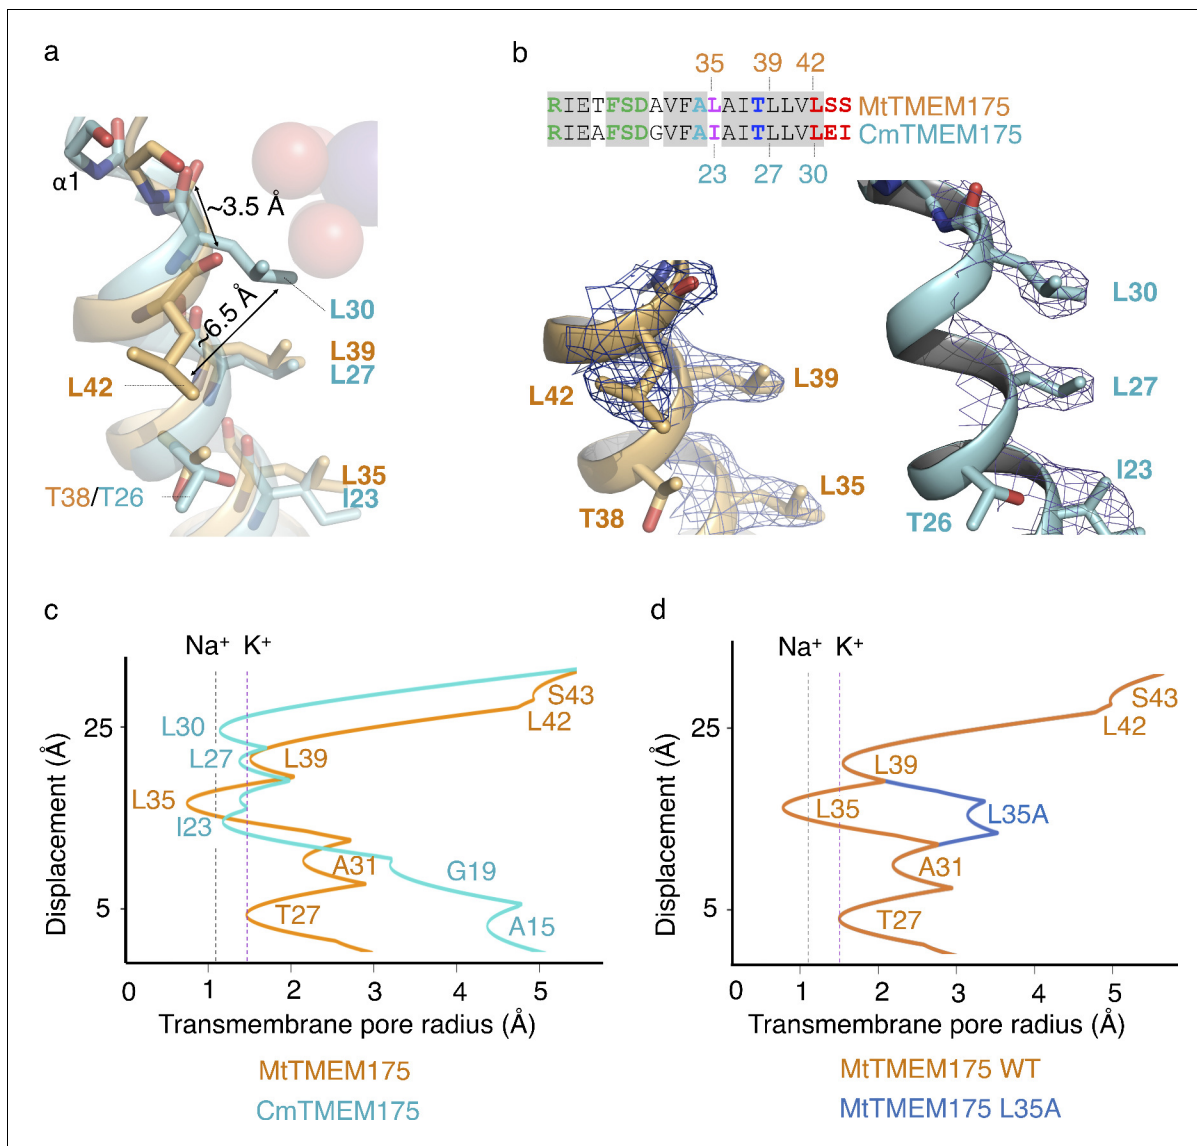 a
α1
~3.5 Å
~6.5 Å
L30
L39
L27
L42
L35
I23
T38/T26
b
35 39 42
RIETFSDAVFALAITLLVLSS MtTMEM175
RIEAFSDGVFAIAITLLVLEI CmTMEM175
23 27 30
L42
L39
L35
T38
L30
L27
I23
T26
c
Na⁺ K⁺
Displacement (Å)
25
5
L30
L27
L35
I23
S43
L42
L39
A31
G19
T27
A15
0 1 2 3 4 5
Transmembrane pore radius (Å)
MtTMEM175
CmTMEM175
d
Na⁺ K⁺
Displacement (Å)
25
5
S43
L42
L39
L35
L35A
A31
T27
0 1 2 3 4 5
Transmembrane pore radius (Å)
MtTMEM175 WT
MtTMEM175 L35A